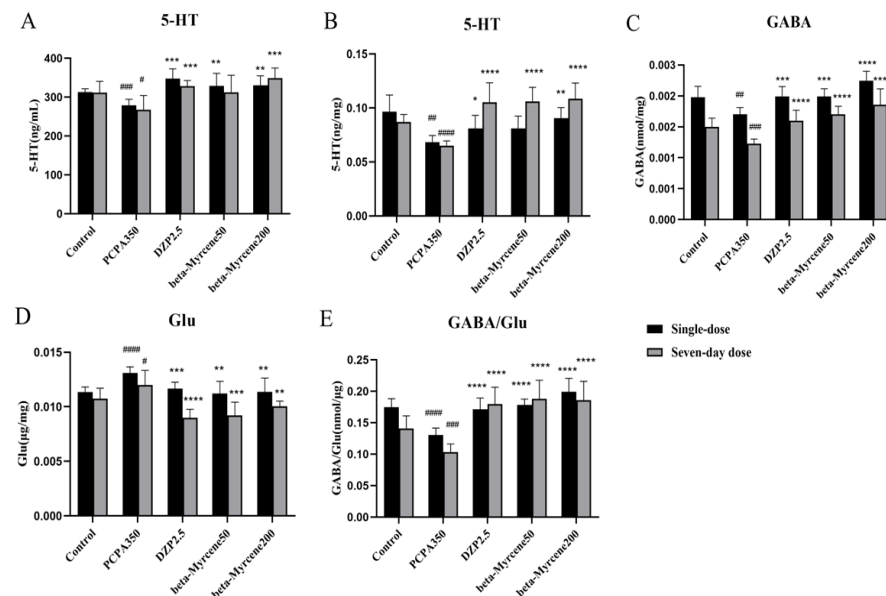 A
5-HT
5-HT(ng/mL)
400
300
200
100
0
###
#
***
***
**
**
***
Control
PCPA350
DZP2.5
beta-Myrcene50
beta-Myrcene200
B
5-HT
5-HT(ng/mg)
0.15
0.10
0.05
0.00
##
####
*
****
****
**
****
Control
PCPA350
DZP2.5
beta-Myrcene50
beta-Myrcene200
C
GABA
GABA(nmol/mg)
0.003
0.002
0.002
0.001
0.001
0.000
##
###
***
****
***
****
****
****
Control
PCPA350
DZP2.5
beta-Myrcene50
beta-Myrcene200
D
Glu
Glu(μg/mg)
0.015
0.010
0.005
0.000
####
#
***
****
**
***
**
**
Control
PCPA350
DZP2.5
beta-Myrcene50
beta-Myrcene200
E
GABA/Glu
GABA/Glu(nmol/μg)
0.25
0.20
0.15
0.10
0.05
0.00
####
###
****
****
****
****
****
****
Control
PCPA350
DZP2.5
beta-Myrcene50
beta-Myrcene200
Single-dose
Seven-day dose